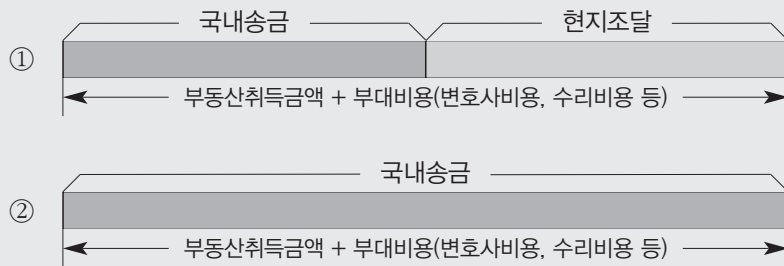 국내송금 현지조달
①
부동산취득금액 + 부대비용(변호사비용, 수리비용 등)
국내송금
②
부동산취득금액 + 부대비용(변호사비용, 수리비용 등)